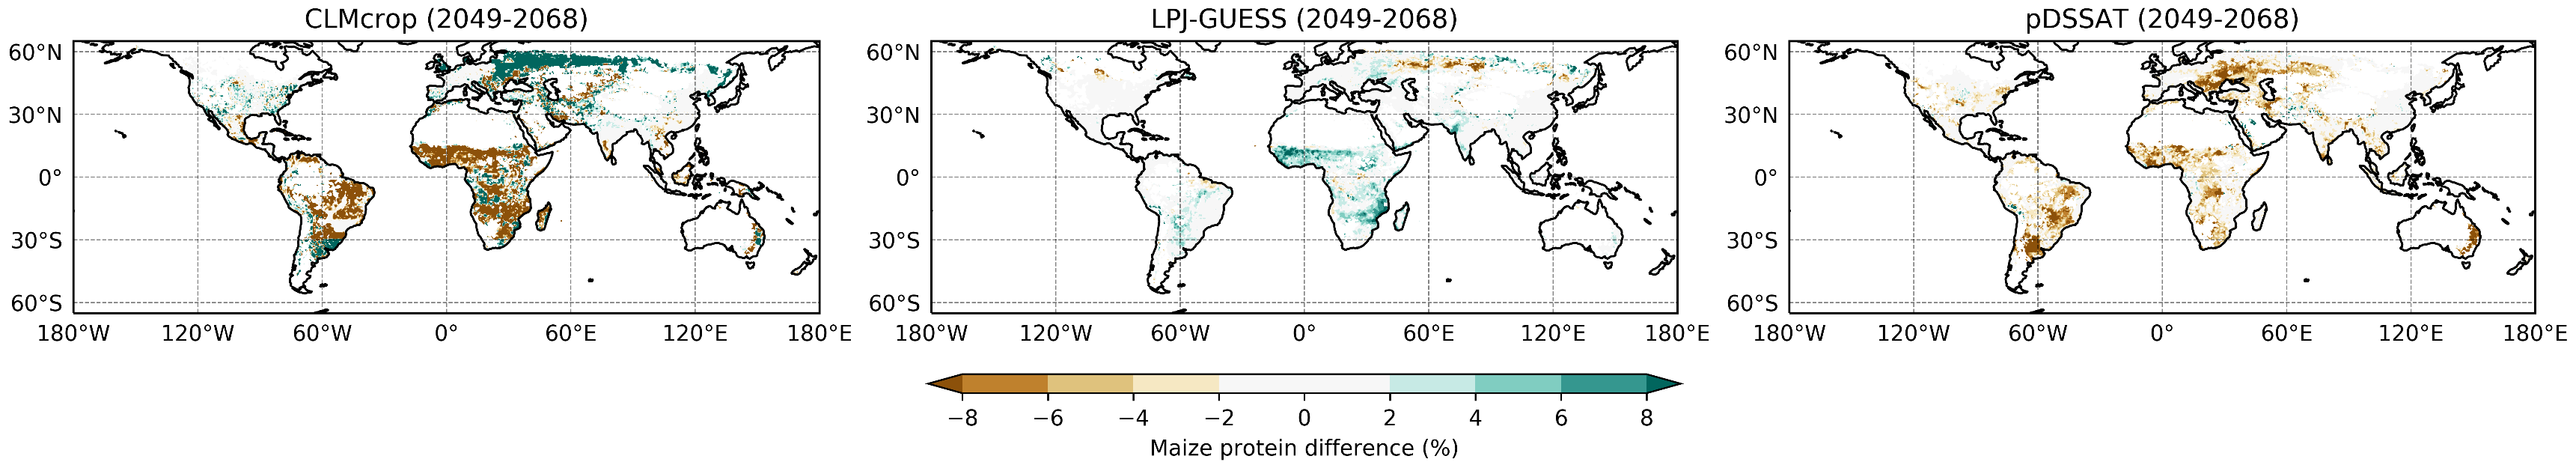 CLMcrop (2049-2068)
LPJ-GUESS (2049-2068)
pDSSAT (2049-2068)
60°N
30°N
0°
30°S
60°S
180°W 120°W 60°W 0° 60°E 120°E 180°E
60°N
30°N
0°
30°S
60°S
180°W 120°W 60°W 0° 60°E 120°E 180°E
60°N
30°N
0°
30°S
60°S
180°W 120°W 60°W 0° 60°E 120°E 180°E
−8 −6 −4 −2 0 2 4 6 8
Maize protein difference (%)